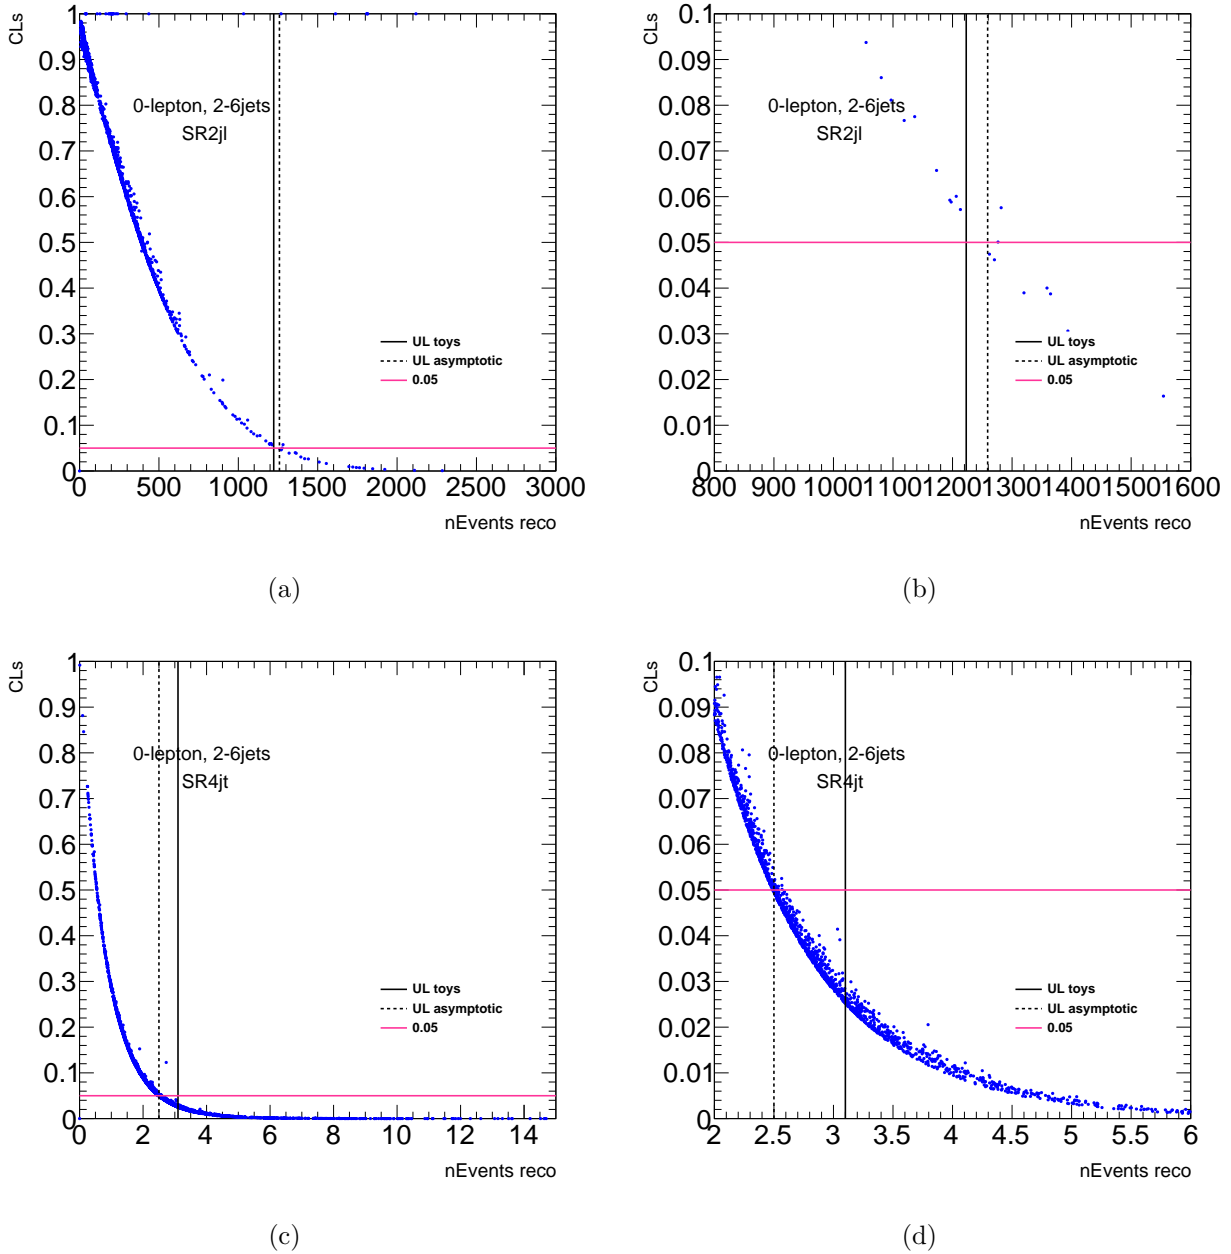 CLs
1
0.9
0.8
0.7
0.6
0.5
0.4
0.3
0.2
0.1
0
0 500 1000 1500 2000 2500 3000
nEvents reco
0-lepton, 2-6jets
SR2jl
UL toys
UL asymptotic
0.05
(a)
CLs
0.1
0.09
0.08
0.07
0.06
0.05
0.04
0.03
0.02
0.01
0
800 900 1000 1100 1200 1300 1400 1500 1600
nEvents reco
0-lepton, 2-6jets
SR2jl
UL toys
UL asymptotic
0.05
(b)
CLs
1
0.9
0.8
0.7
0.6
0.5
0.4
0.3
0.2
0.1
0
0 2 4 6 8 10 12 14
nEvents reco
0-lepton, 2-6jets
SR4jt
UL toys
UL asymptotic
0.05
(c)
CLs
0.1
0.09
0.08
0.07
0.06
0.05
0.04
0.03
0.02
0.01
0
2 2.5 3 3.5 4 4.5 5 5.5 6
nEvents reco
0-lepton, 2-6jets
SR4jt
UL toys
UL asymptotic
0.05
(d)